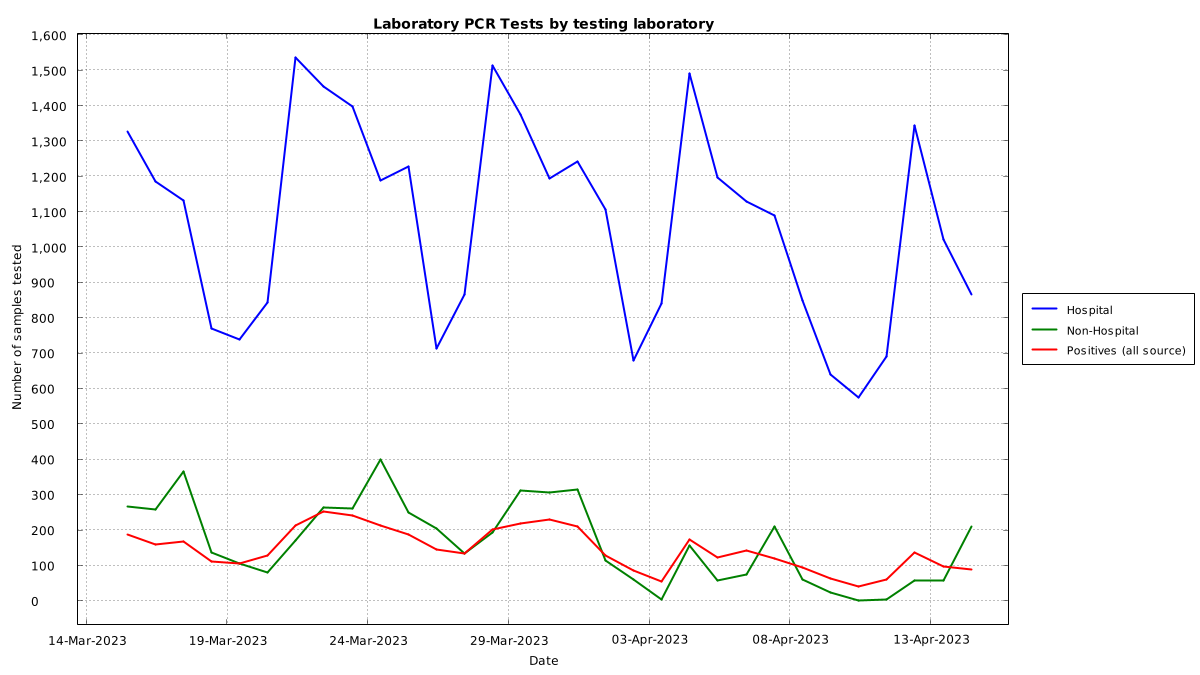 Laboratory PCR Tests by testing laboratory
1,600
1,500
1,400
1,300
1,200
1,100
1,000
900
800
700
600
500
400
300
200
100
0
Number of samples tested
14-Mar-2023
19-Mar-2023
24-Mar-2023
29-Mar-2023
03-Apr-2023
08-Apr-2023
13-Apr-2023
Date
Hospital
Non-Hospital
Positives (all source)